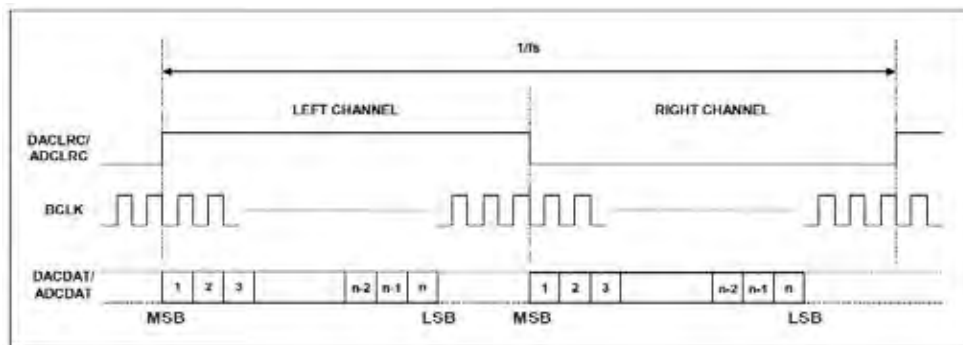 1/fs
LEFT CHANNEL RIGHT CHANNEL
DACLRC/
ADCLRC
BCLK
DACDAT/
ADCDAT
1 2 3 n-2 n-1 n 1 2 3 n-2 n-1 n
MSB LSB MSB LSB